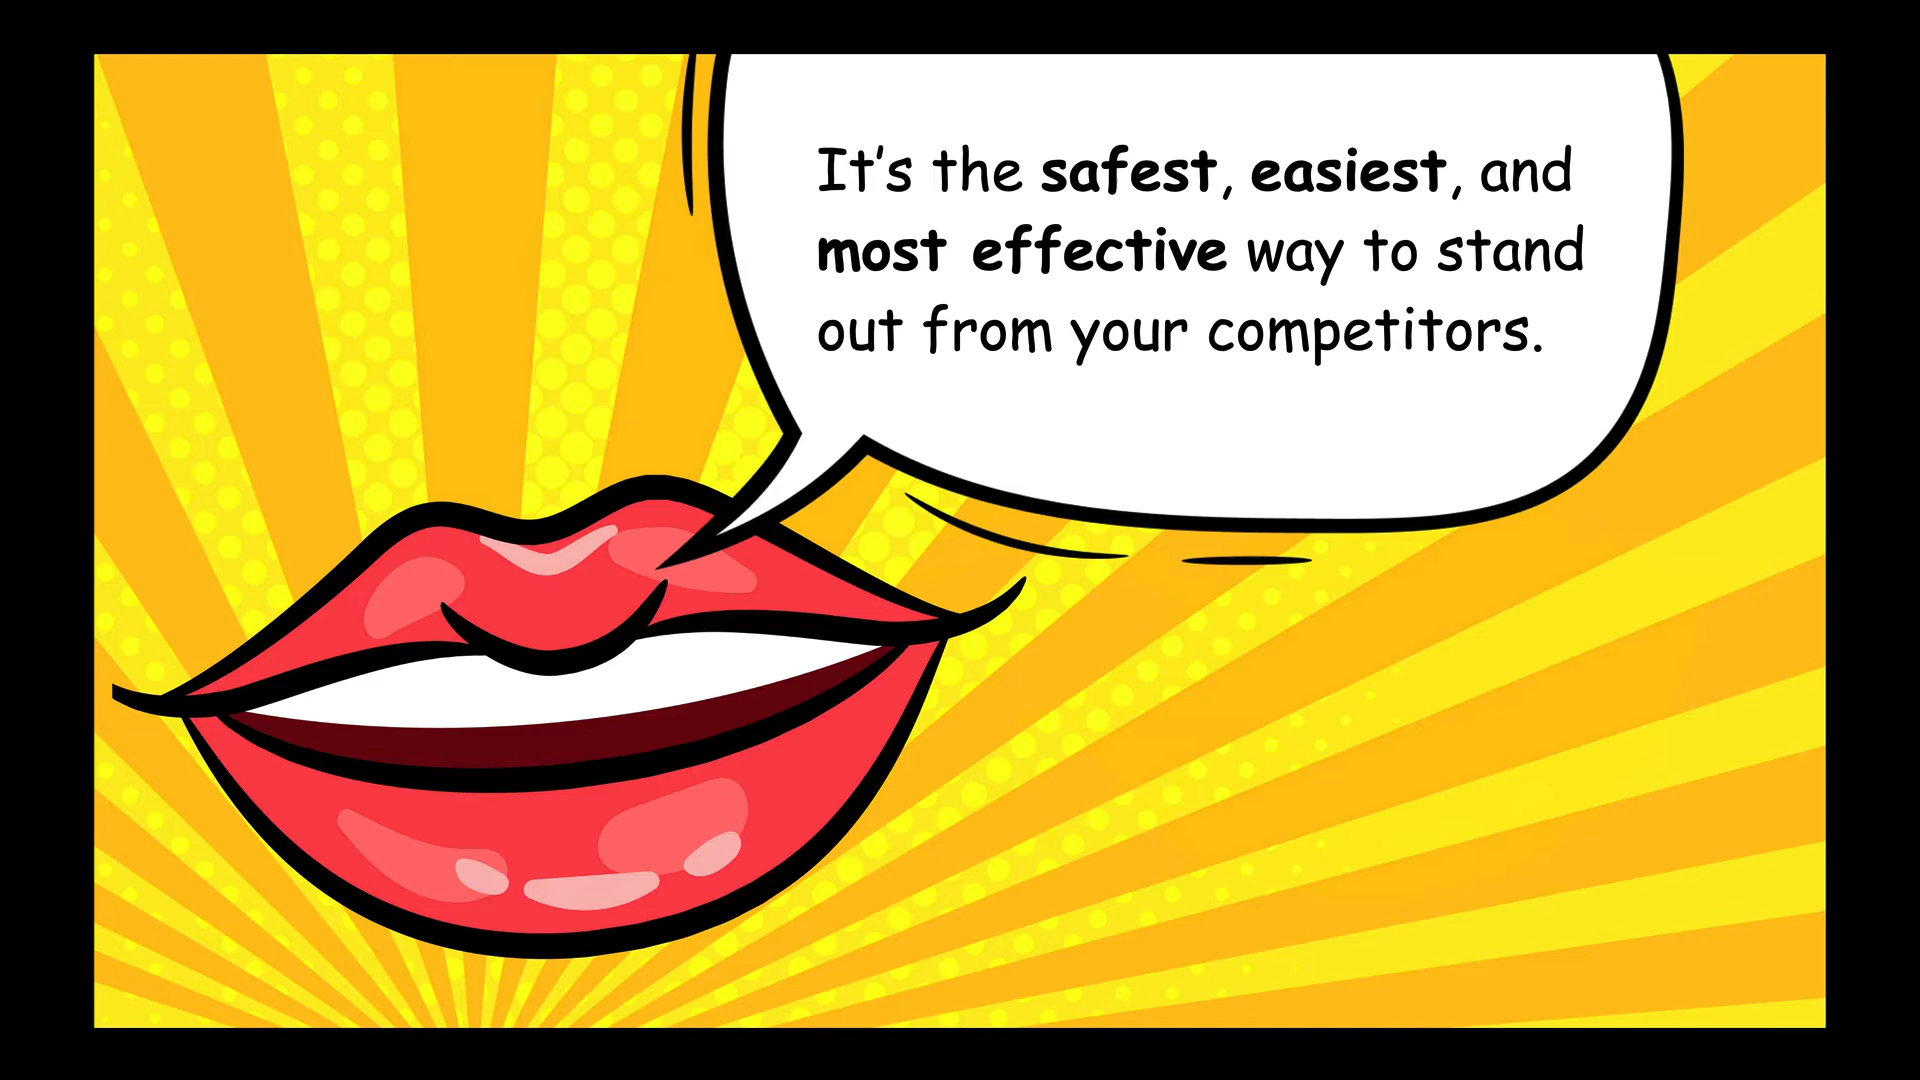 It's the safest, easiest, and
most effective way to stand
out from your competitors.